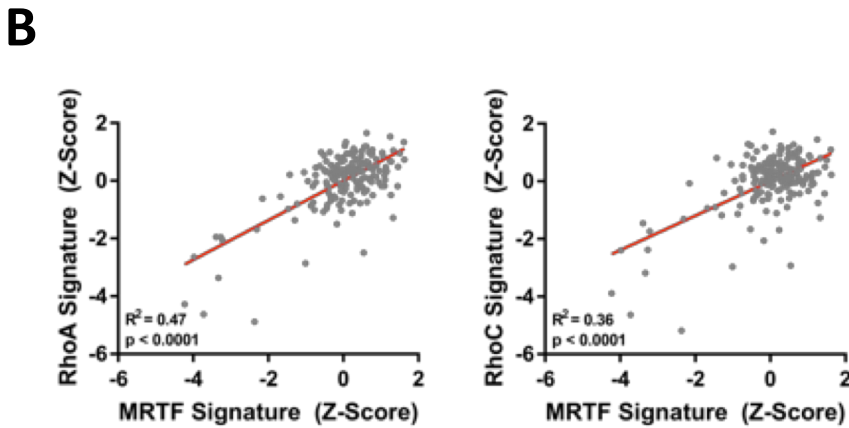 B
RhoA Signature (Z-Score)
2
0
-2
-4
-6
R2 = 0.47
p < 0.0001
-6 -4 -2 0 2
MRTF Signature (Z-Score)
RhoC Signature (Z-Score)
2
0
-2
-4
-6
R2 = 0.36
p < 0.0001
-6 -4 -2 0 2
MRTF Signature (Z-Score)